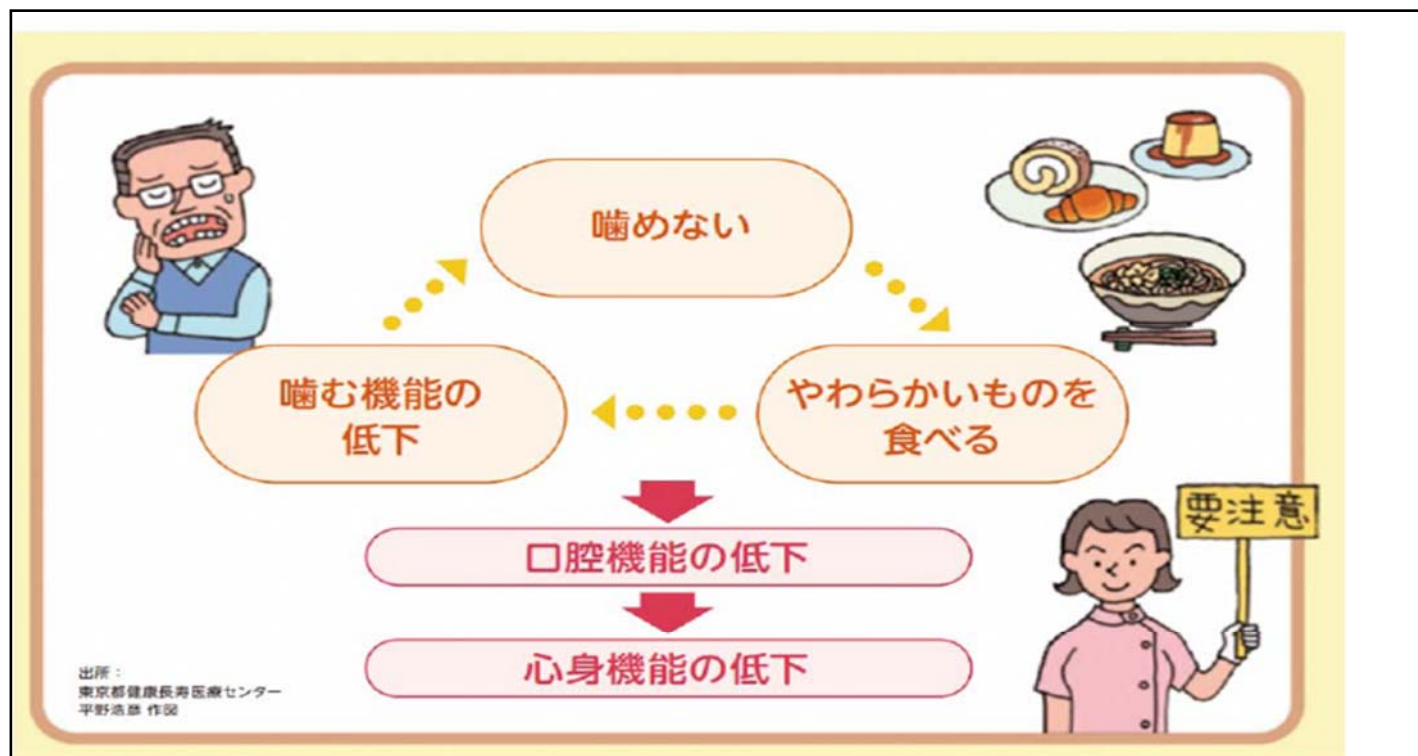 噛めない
噛む機能の
低下
やわらかいものを
食べる
口腔機能の低下
心身機能の低下
要注意
出所：
東京都健康長寿医療センター
平野浩彦 作図